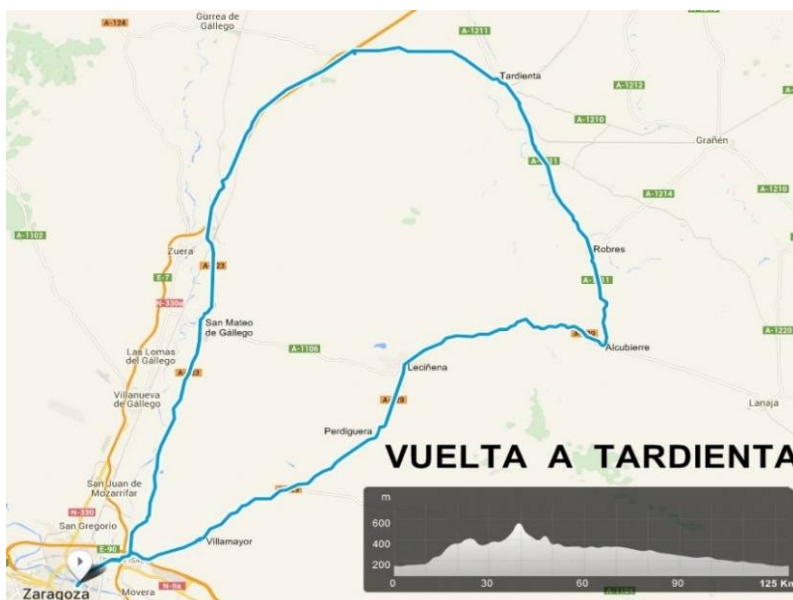 Gurrea de
Gállego
A-124
A-1211
Tardienta
A-1212
A-1210
Grañén
A-1214
A-1210
A-1102
Zuera
Robres
E-7
N-330a
San Mateo
de Gállego
A-1106
Las Lomas
del Gállego
Leciñena
Alcubierre
A-1220
Villanueva
de Gállego
Lanaja
Perdiguera
VUELTA A TARDIENTA
San Juan de
Mozarrifar
N-330
San Gregorio
E-90
Villamayor
Zaragoza
Movera
m
600
400
200
0 30 60 90 125 Km